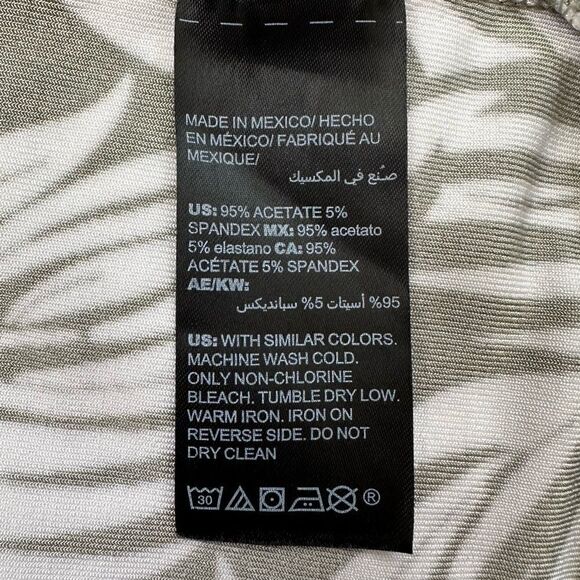 MADE IN MEXICO/ HECHO
EN MÉXICO/ FABRIQUÉ AU
MEXIQUE/
صُنع في المكسيك
US: 95% ACETATE 5%
SPANDEX MX: 95% acetato
5% elastano CA: 95%
ACÉTATE 5% SPANDEX
AE/KW:
95% أسيتات 5% سبانديكس
US: WITH SIMILAR COLORS.
MACHINE WASH COLD.
ONLY NON-CHLORINE
BLEACH. TUMBLE DRY LOW.
WARM IRON. IRON ON
REVERSE SIDE. DO NOT
DRY CLEAN
30 ®